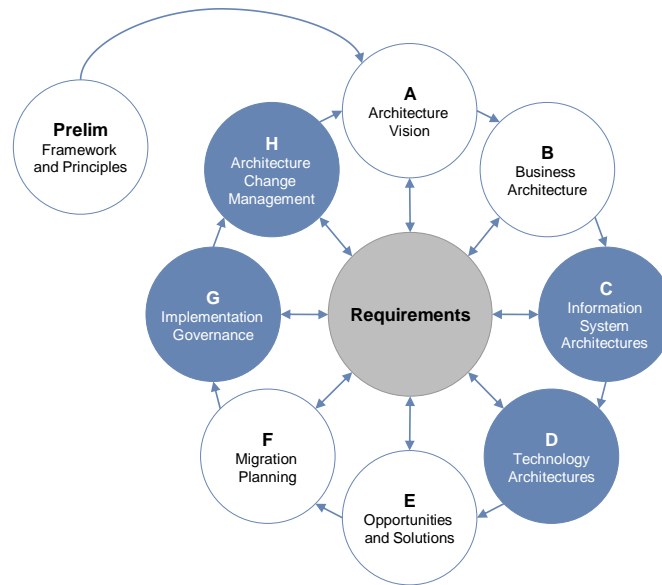 Prelim
Framework
and Principles
A
Architecture
Vision
B
Business
Architecture
C
Information
System
Architectures
D
Technology
Architectures
E
Opportunities
and Solutions
F
Migration
Planning
G
Implementation
Governance
H
Architecture
Change
Management
Requirements